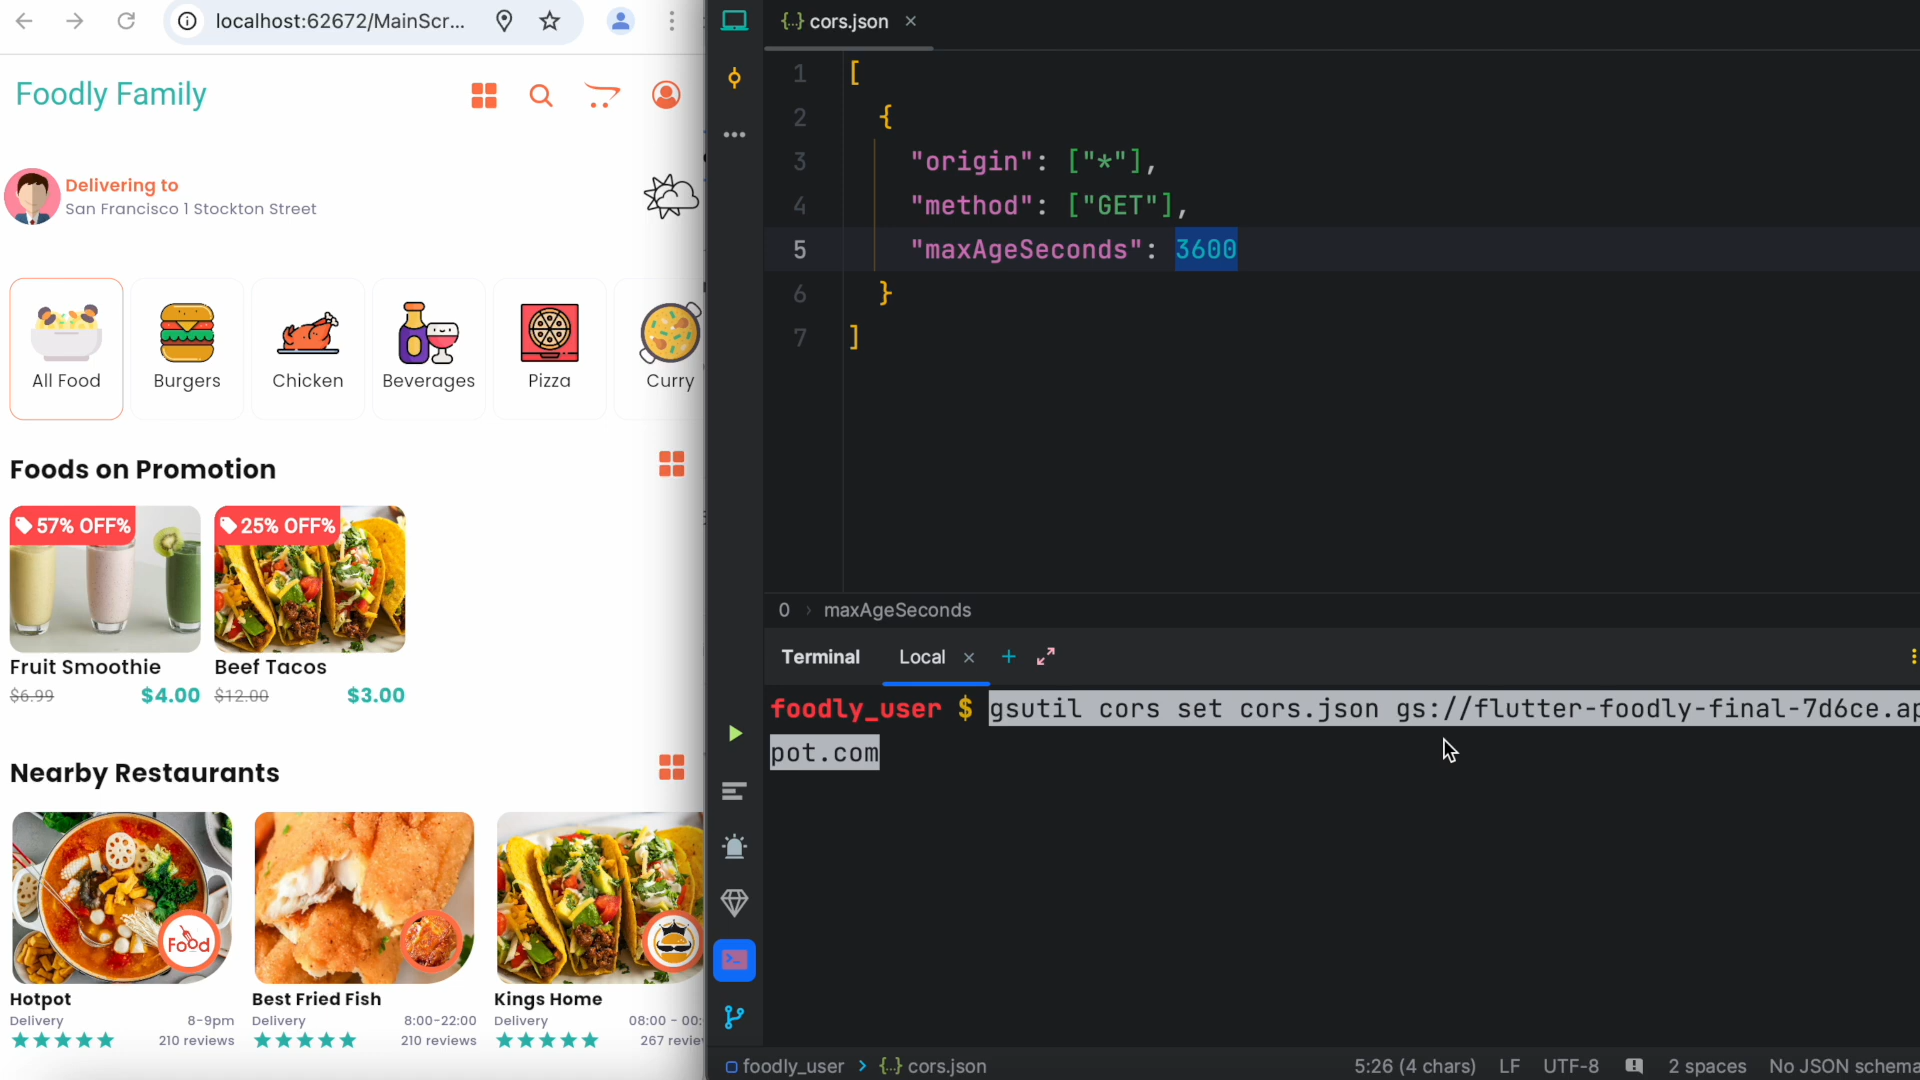 localhost:62672/MainScr...
Foodly Family
Delivering to
San Francisco 1 Stockton Street
All Food
Burgers
Chicken
Beverages
Pizza
Curry
Foods on Promotion
57% OFF%
25% OFF%
Fruit Smoothie
Beef Tacos
$6.99
$4.00
$12.00
$3.00
Nearby Restaurants
Food
Hotpot
Delivery
8-9pm
210 reviews
Best Fried Fish
Delivery
8:00-22:00
210 reviews
Kings Home
Delivery
08:00 - 00:
267 revie
{..} cors.json
1 [
2 {
3 "origin": ["*"],
4 "method": ["GET"],
5 "maxAgeSeconds": 3600
6 }
7 ]
0 › maxAgeSeconds
Terminal
Local
foodly_user $ gsutil cors set cors.json gs://flutter-foodly-final-7d6ce.ap
pot.com
foodly_user > {..} cors.json
5:26 (4 chars)
LF
UTF-8
2 spaces
No JSON schema